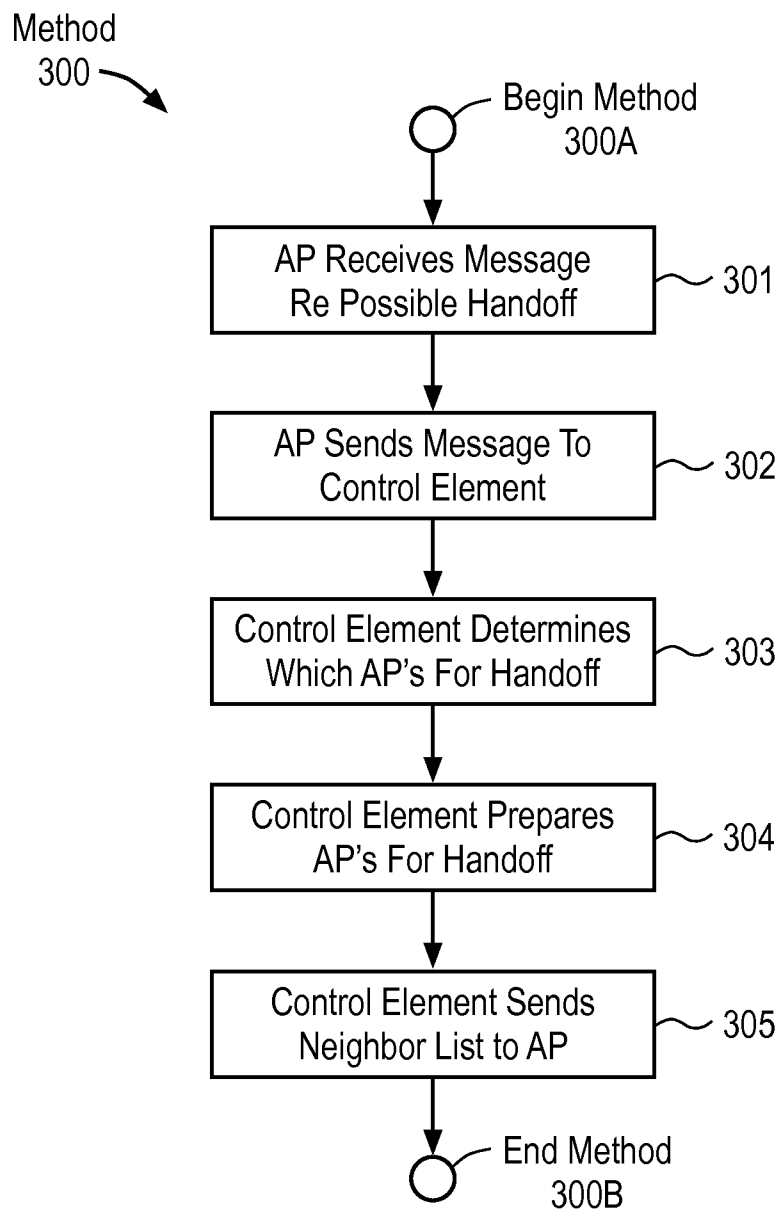 Method
300
Begin Method
300A
AP Receives Message
Re Possible Handoff
301
AP Sends Message To
Control Element
302
Control Element Determines
Which AP's For Handoff
303
Control Element Prepares
AP's For Handoff
304
Control Element Sends
Neighbor List to AP
305
End Method
300B